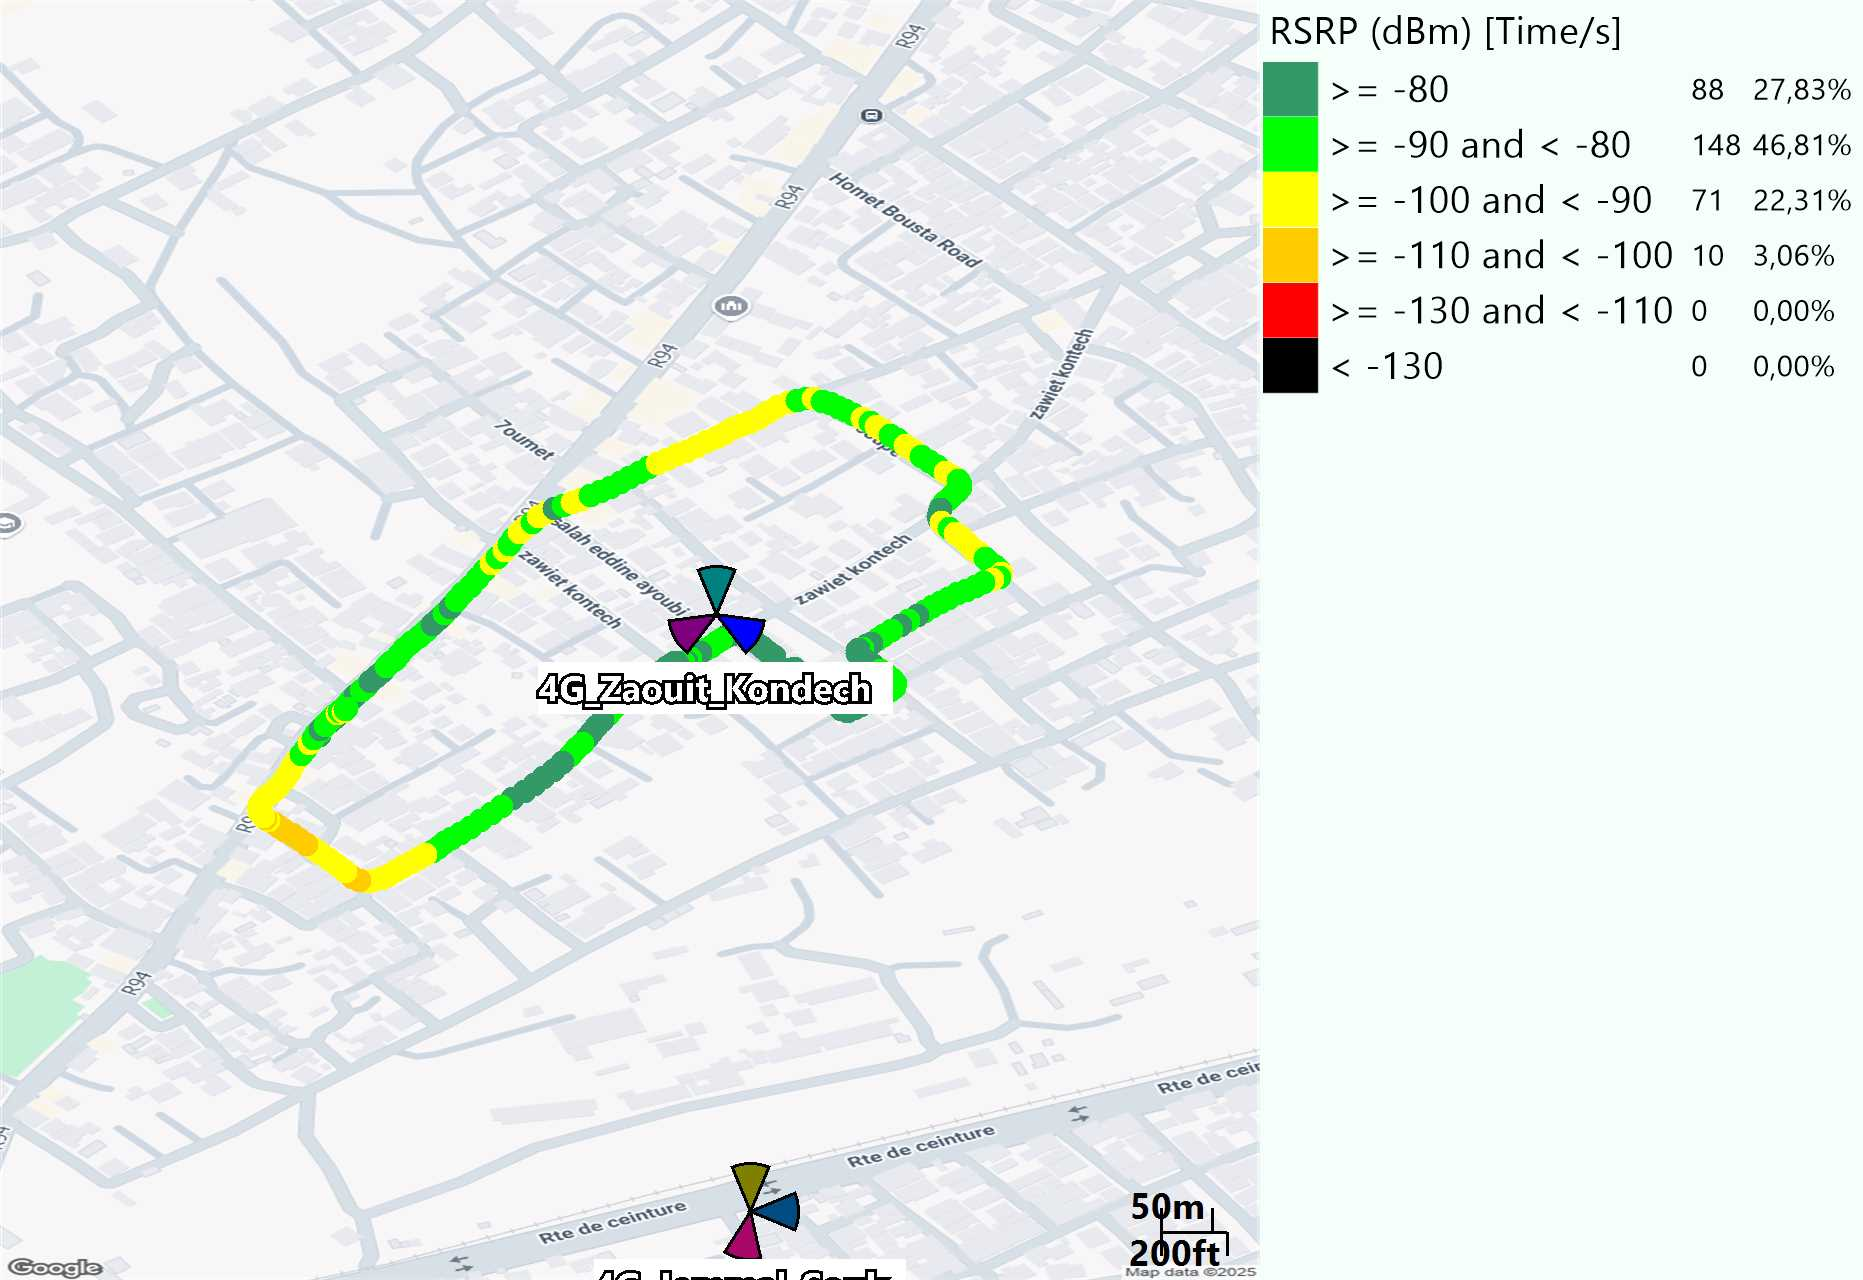 RSRP (dBm) [Time/s]
>= -80 88 27,83%
>= -90 and < -80 148 46,81%
>= -100 and < -90 71 22,31%
>= -110 and < -100 10 3,06%
>= -130 and < -110 0 0,00%
< -130 0 0,00%
R94
R94
Homet Bousta Road
R94
zawiet kontech
7oumet
salah eddine ayoubi
zawiet kontech
zawiet kontech
4G_Zaouit_Kondech
R94
Rte de ceinture
Rte de ceinture
50m
200ft
Google
Map data ©2025